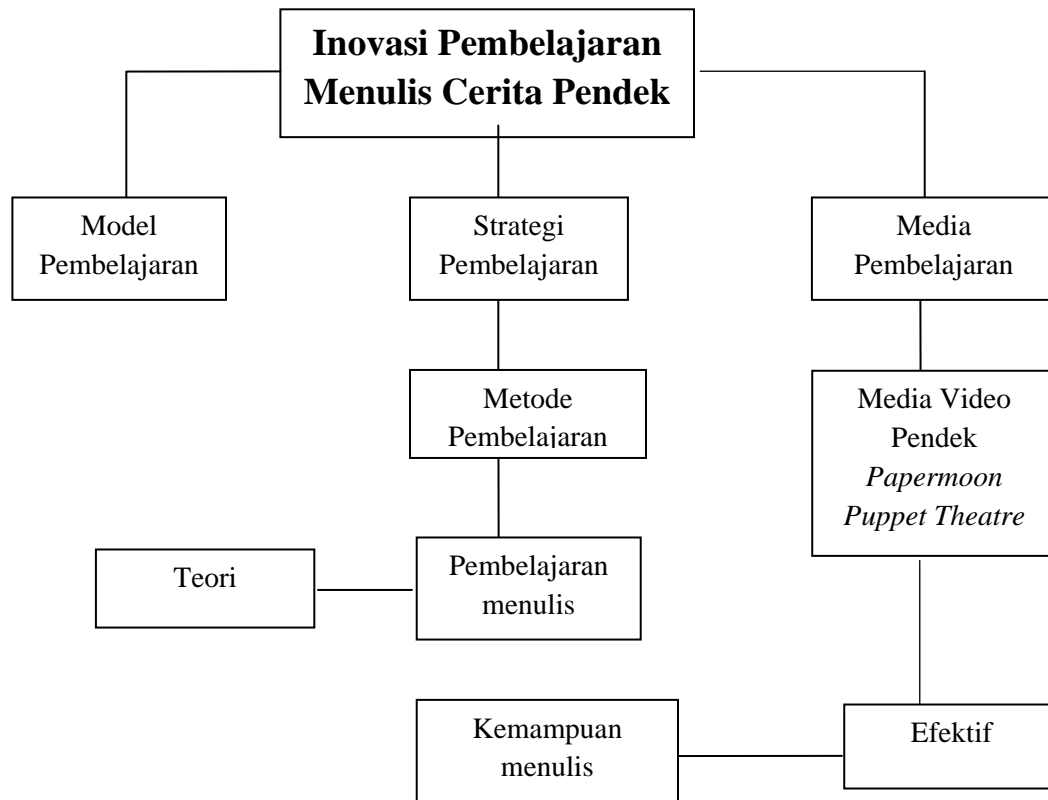 Inovasi Pembelajaran
Menulis Cerita Pendek
Model
Pembelajaran
Strategi
Pembelajaran
Media
Pembelajaran
Metode
Pembelajaran
Media Video
Pendek
Papermoon
Puppet Theatre
Teori
Pembelajaran
menulis
Kemampuan
menulis
Efektif